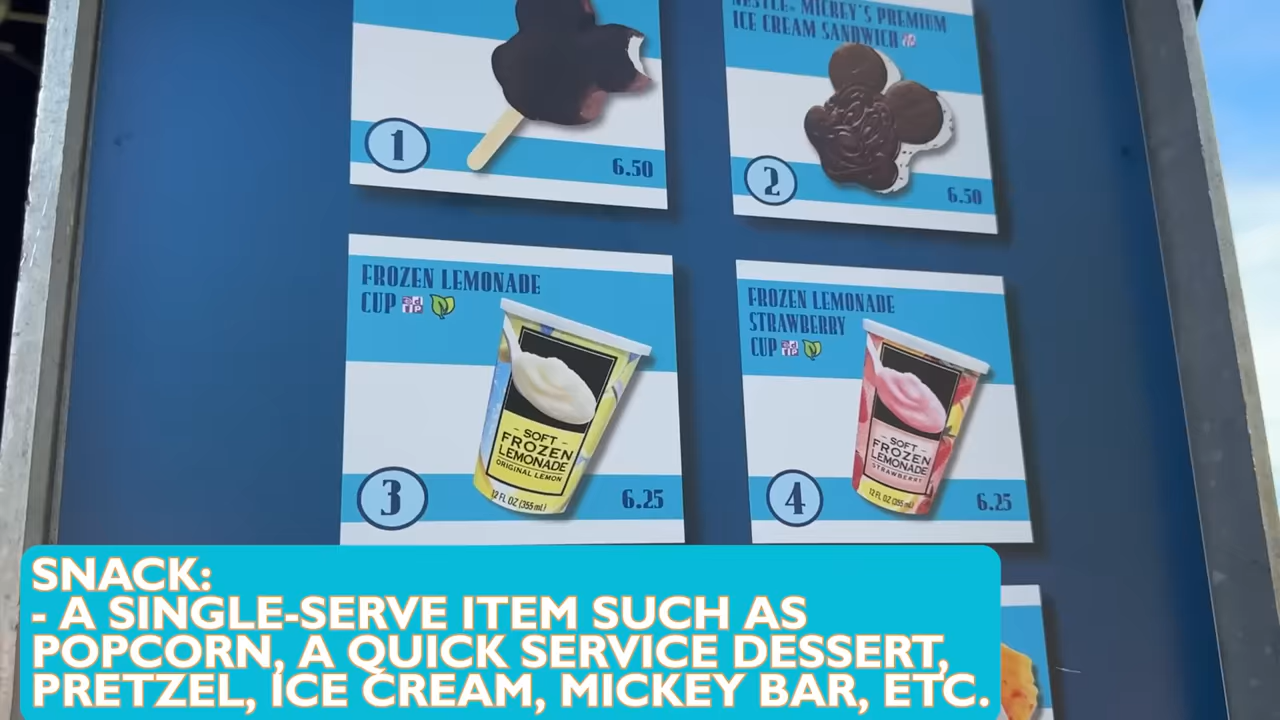 NESTLE® MICKEY'S PREMIUM
ICE CREAM SANDWICH
1
6.50
2
6.50
FROZEN LEMONADE
CUP
FROZEN LEMONADE
STRAWBERRY
CUP
- SOFT -
FROZEN
LEMONADE
ORIGINAL LEMON
12 FL OZ (355 mL)
- SOFT -
FROZEN
LEMONADE
STRAWBERRY
12 FL OZ (355 mL)
3
6.25
4
6.25
SNACK:
- A SINGLE-SERVE ITEM SUCH AS
POPCORN, A QUICK SERVICE DESSERT,
PRETZEL, ICE CREAM, MICKEY BAR, ETC.